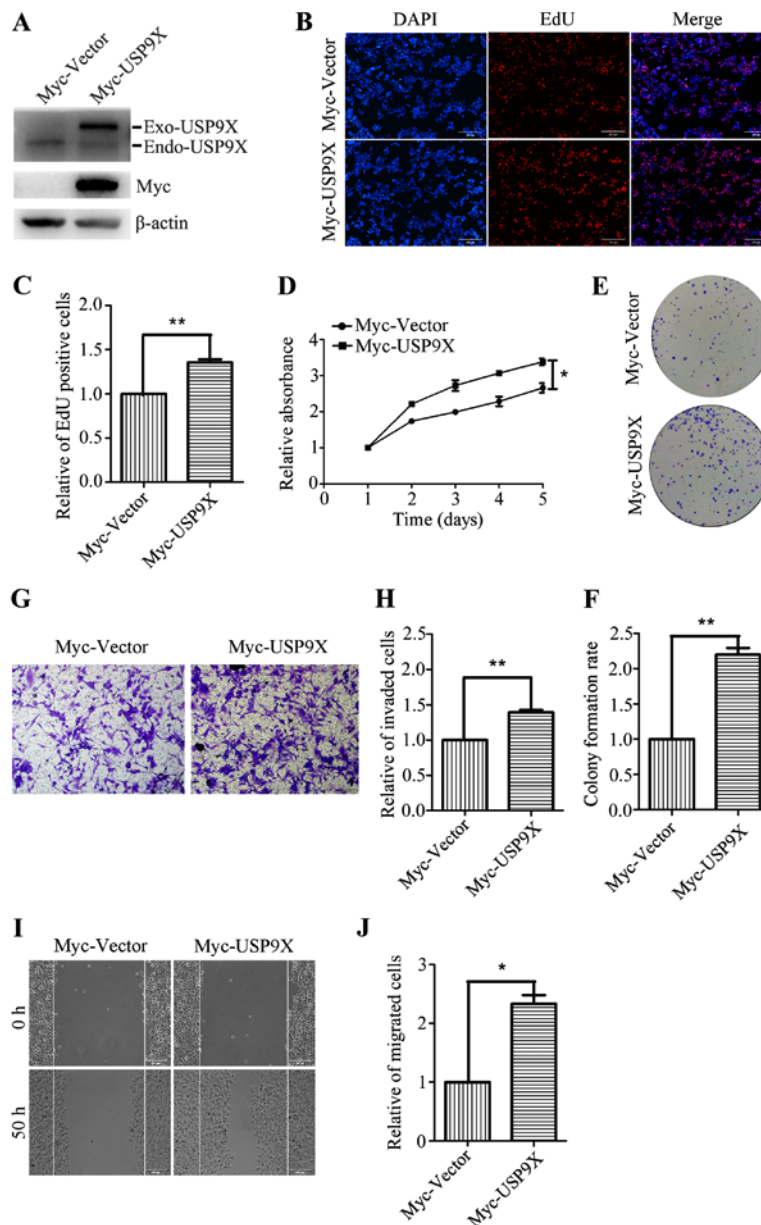 A
Myc-Vector
Myc-USP9X
Exo-USP9X
Endo-USP9X
Myc
β-actin
B
DAPI
EdU
Merge
Myc-Vector
Myc-USP9X
C
Relative of EdU positive cells
2.0
1.5
1.0
0.5
0.0
**
Myc-Vector
Myc-USP9X
D
Relative absorbance
Myc-Vector
Myc-USP9X
4
3
2
1
0
*
0 1 2 3 4 5
Time (days)
E
Myc-Vector
Myc-USP9X
G
Myc-Vector
Myc-USP9X
H
Relative of invaded cells
2.5
2.0
1.5
1.0
0.5
0.0
**
Myc-Vector
Myc-USP9X
F
Colony formation rate
2.5
2.0
1.5
1.0
0.5
0.0
**
Myc-Vector
Myc-USP9X
I
Myc-Vector
Myc-USP9X
0 h
50 h
J
Relative of migrated cells
3
2
1
0
*
Myc-Vector
Myc-USP9X